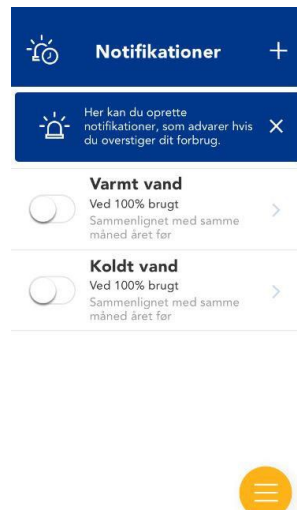 Notifikationer
Her kan du oprette
notifikationer, som advarer hvis
du overstiger dit forbrug.
Varmt vand
Ved 100% brugt
Sammenlignet med samme
måned året før
Koldt vand
Ved 100% brugt
Sammenlignet med samme
måned året før